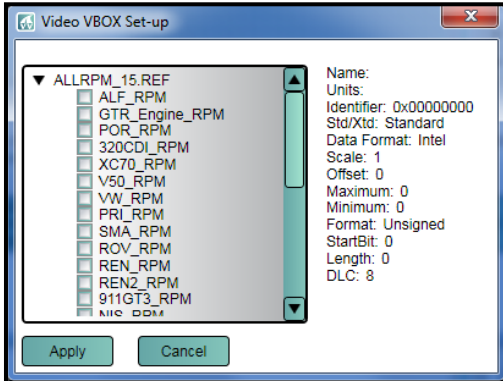 Video VBOX Set-up
ALLRPM_15.REF
ALF_RPM
GTR_Engine_RPM
POR_RPM
320CDI_RPM
XC70_RPM
V50_RPM
VW_RPM
PRI_RPM
SMA_RPM
ROV_RPM
REN_RPM
REN2_RPM
911GT3_RPM
NIS_RPM
Name:
Units:
Identifier: 0x00000000
Std/Xtd: Standard
Data Format: Intel
Scale: 1
Offset: 0
Maximum: 0
Minimum: 0
Format: Unsigned
StartBit: 0
Length: 0
DLC: 8
Apply
Cancel